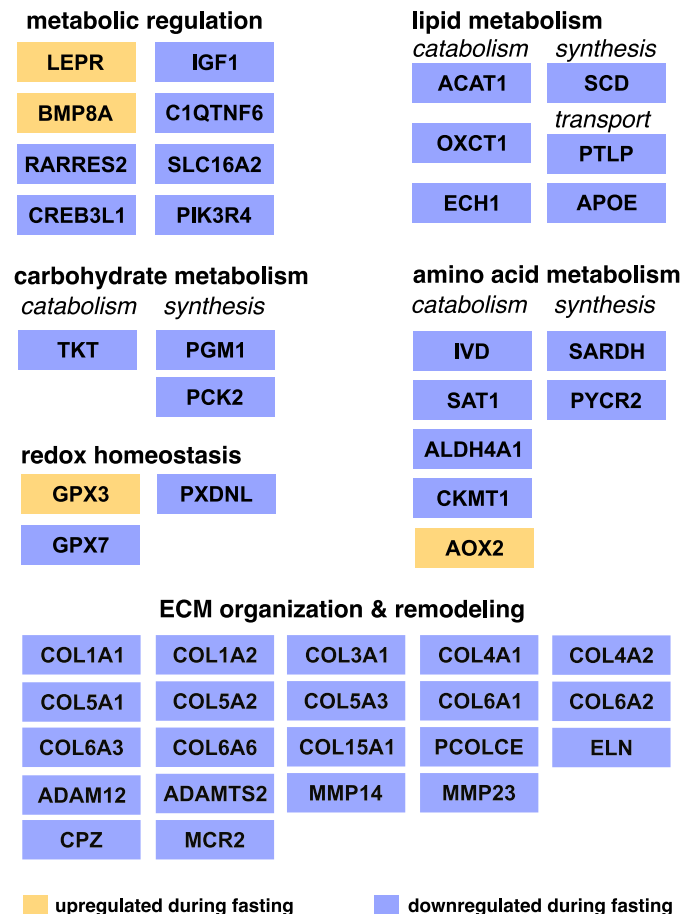 metabolic regulation
LEPR IGF1
BMP8A C1QTNF6
RARRES2 SLC16A2
CREB3L1 PIK3R4
lipid metabolism
catabolism synthesis
ACAT1 SCD
transport
OXCT1 PTLP
ECH1 APOE
carbohydrate metabolism
catabolism synthesis
TKT PGM1
PCK2
amino acid metabolism
catabolism synthesis
IVD SARDH
SAT1 PYCR2
ALDH4A1
CKMT1
AOX2
redox homeostasis
GPX3 PXDNL
GPX7
ECM organization & remodeling
COL1A1 COL1A2 COL3A1 COL4A1 COL4A2
COL5A1 COL5A2 COL5A3 COL6A1 COL6A2
COL6A3 COL6A6 COL15A1 PCOLCE ELN
ADAM12 ADAMTS2 MMP14 MMP23
CPZ MCR2
upregulated during fasting downregulated during fasting